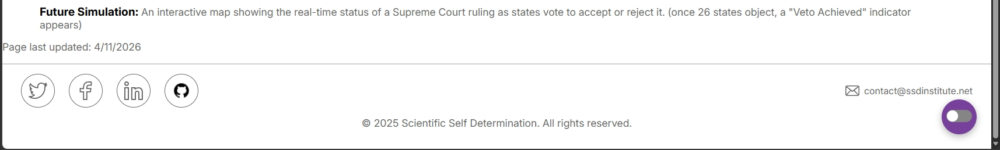 Future Simulation: An interactive map showing the real-time status of a Supreme Court ruling as states vote to accept or reject it. (once 26 states object, a "Veto Achieved" indicator
appears)
Page last updated: 4/11/2026
contact@ssdinstitute.net
© 2025 Scientific Self Determination. All rights reserved.